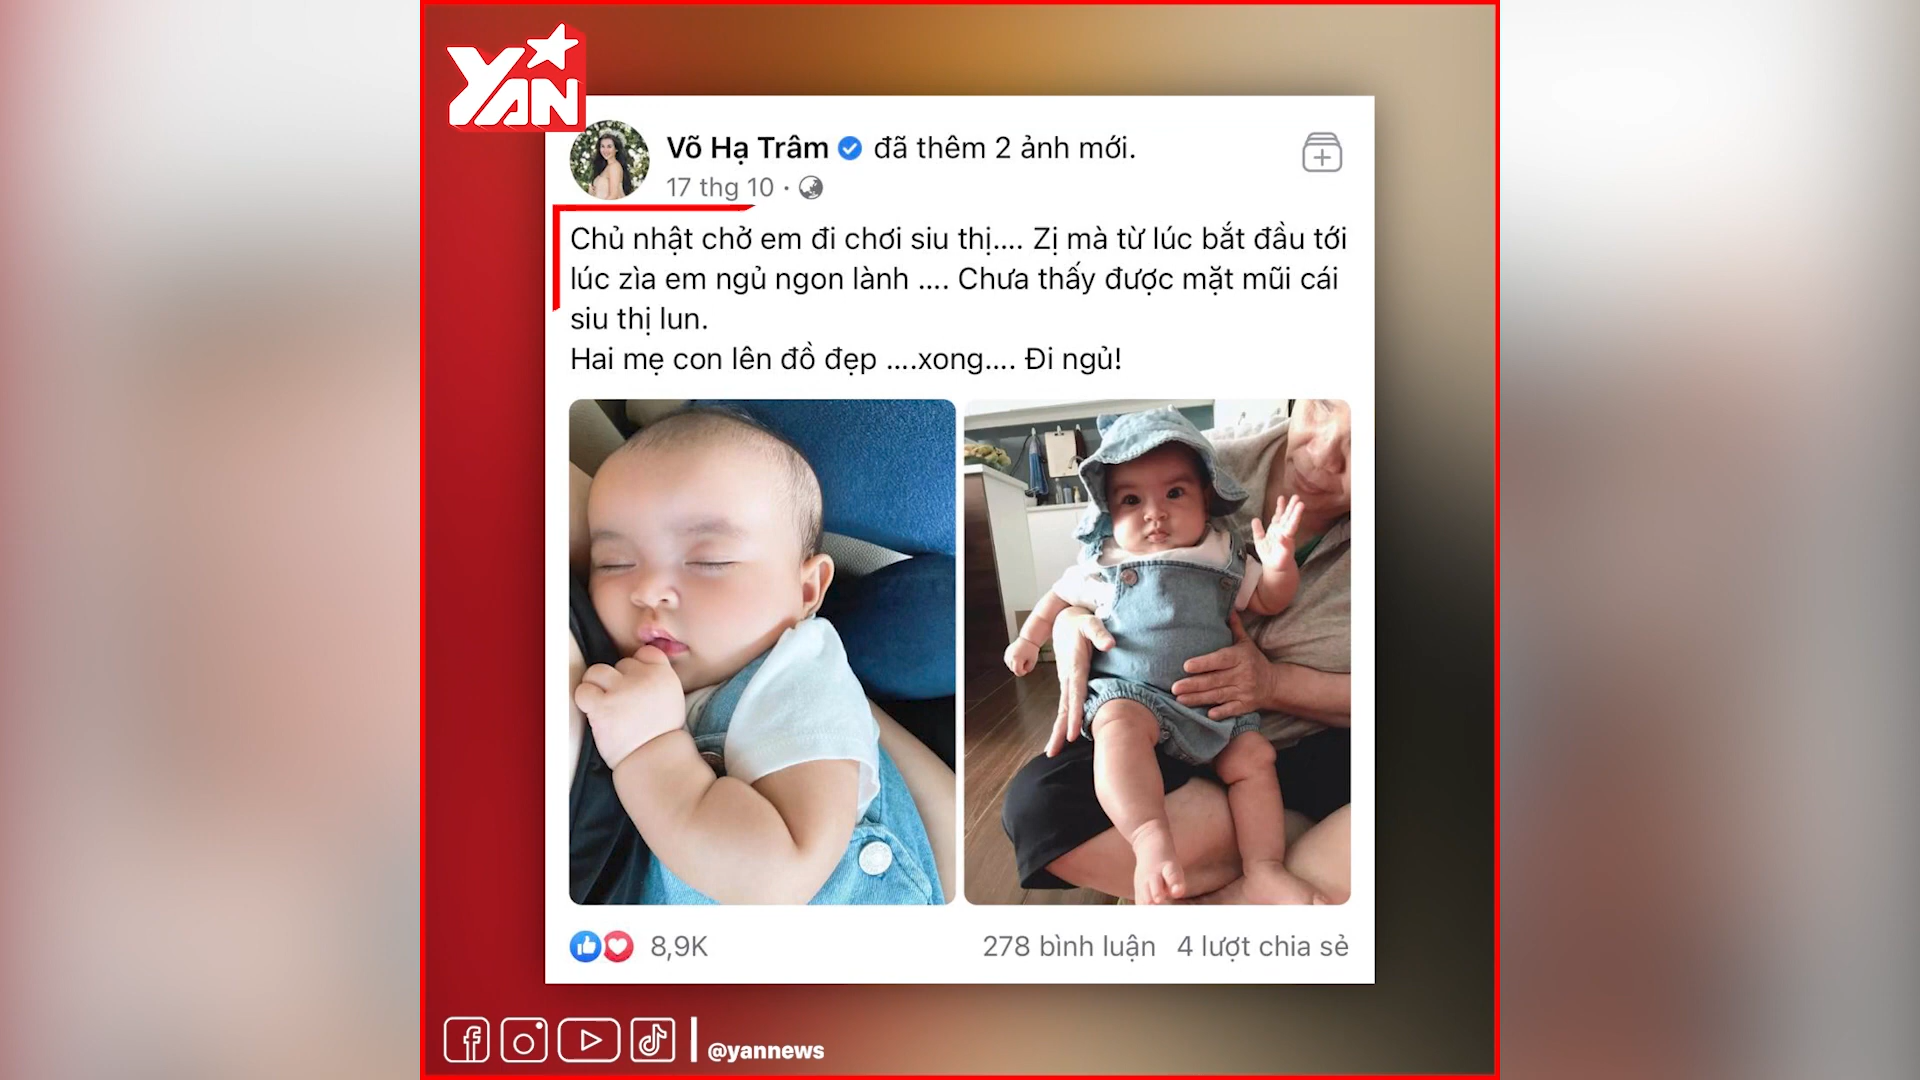 YAN
Võ Hạ Trâm đã thêm 2 ảnh mới.
17 thg 10 ·
Chủ nhật chở em đi chơi siu thị.... Zị mà từ lúc bắt đầu tới
lúc zìa em ngủ ngon lành .... Chưa thấy được mặt mũi cái
siu thị lun.
Hai mẹ con lên đồ đẹp ....xong.... Đi ngủ!
8,9K
278 bình luận 4 lượt chia sẻ
@yannews